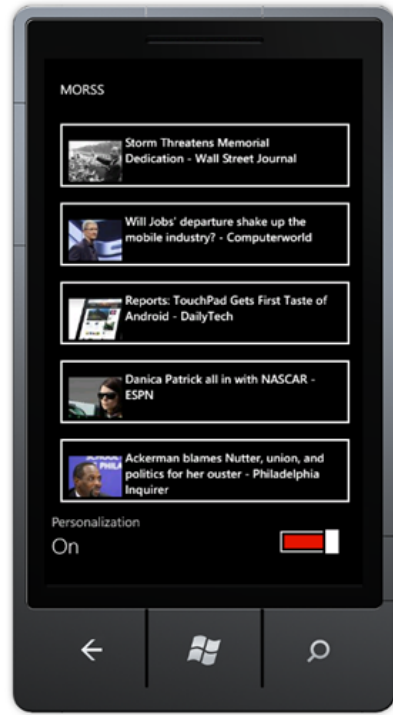 MORSS
Storm Threatens Memorial
Dedication - Wall Street Journal
Will Jobs' departure shake up the
mobile industry? - Computerworld
Reports: TouchPad Gets First Taste of
Android - DailyTech
Danica Patrick all in with NASCAR -
ESPN
Ackerman blames Nutter, union, and
politics for her ouster - Philadelphia
Inquirer
Personalization
On